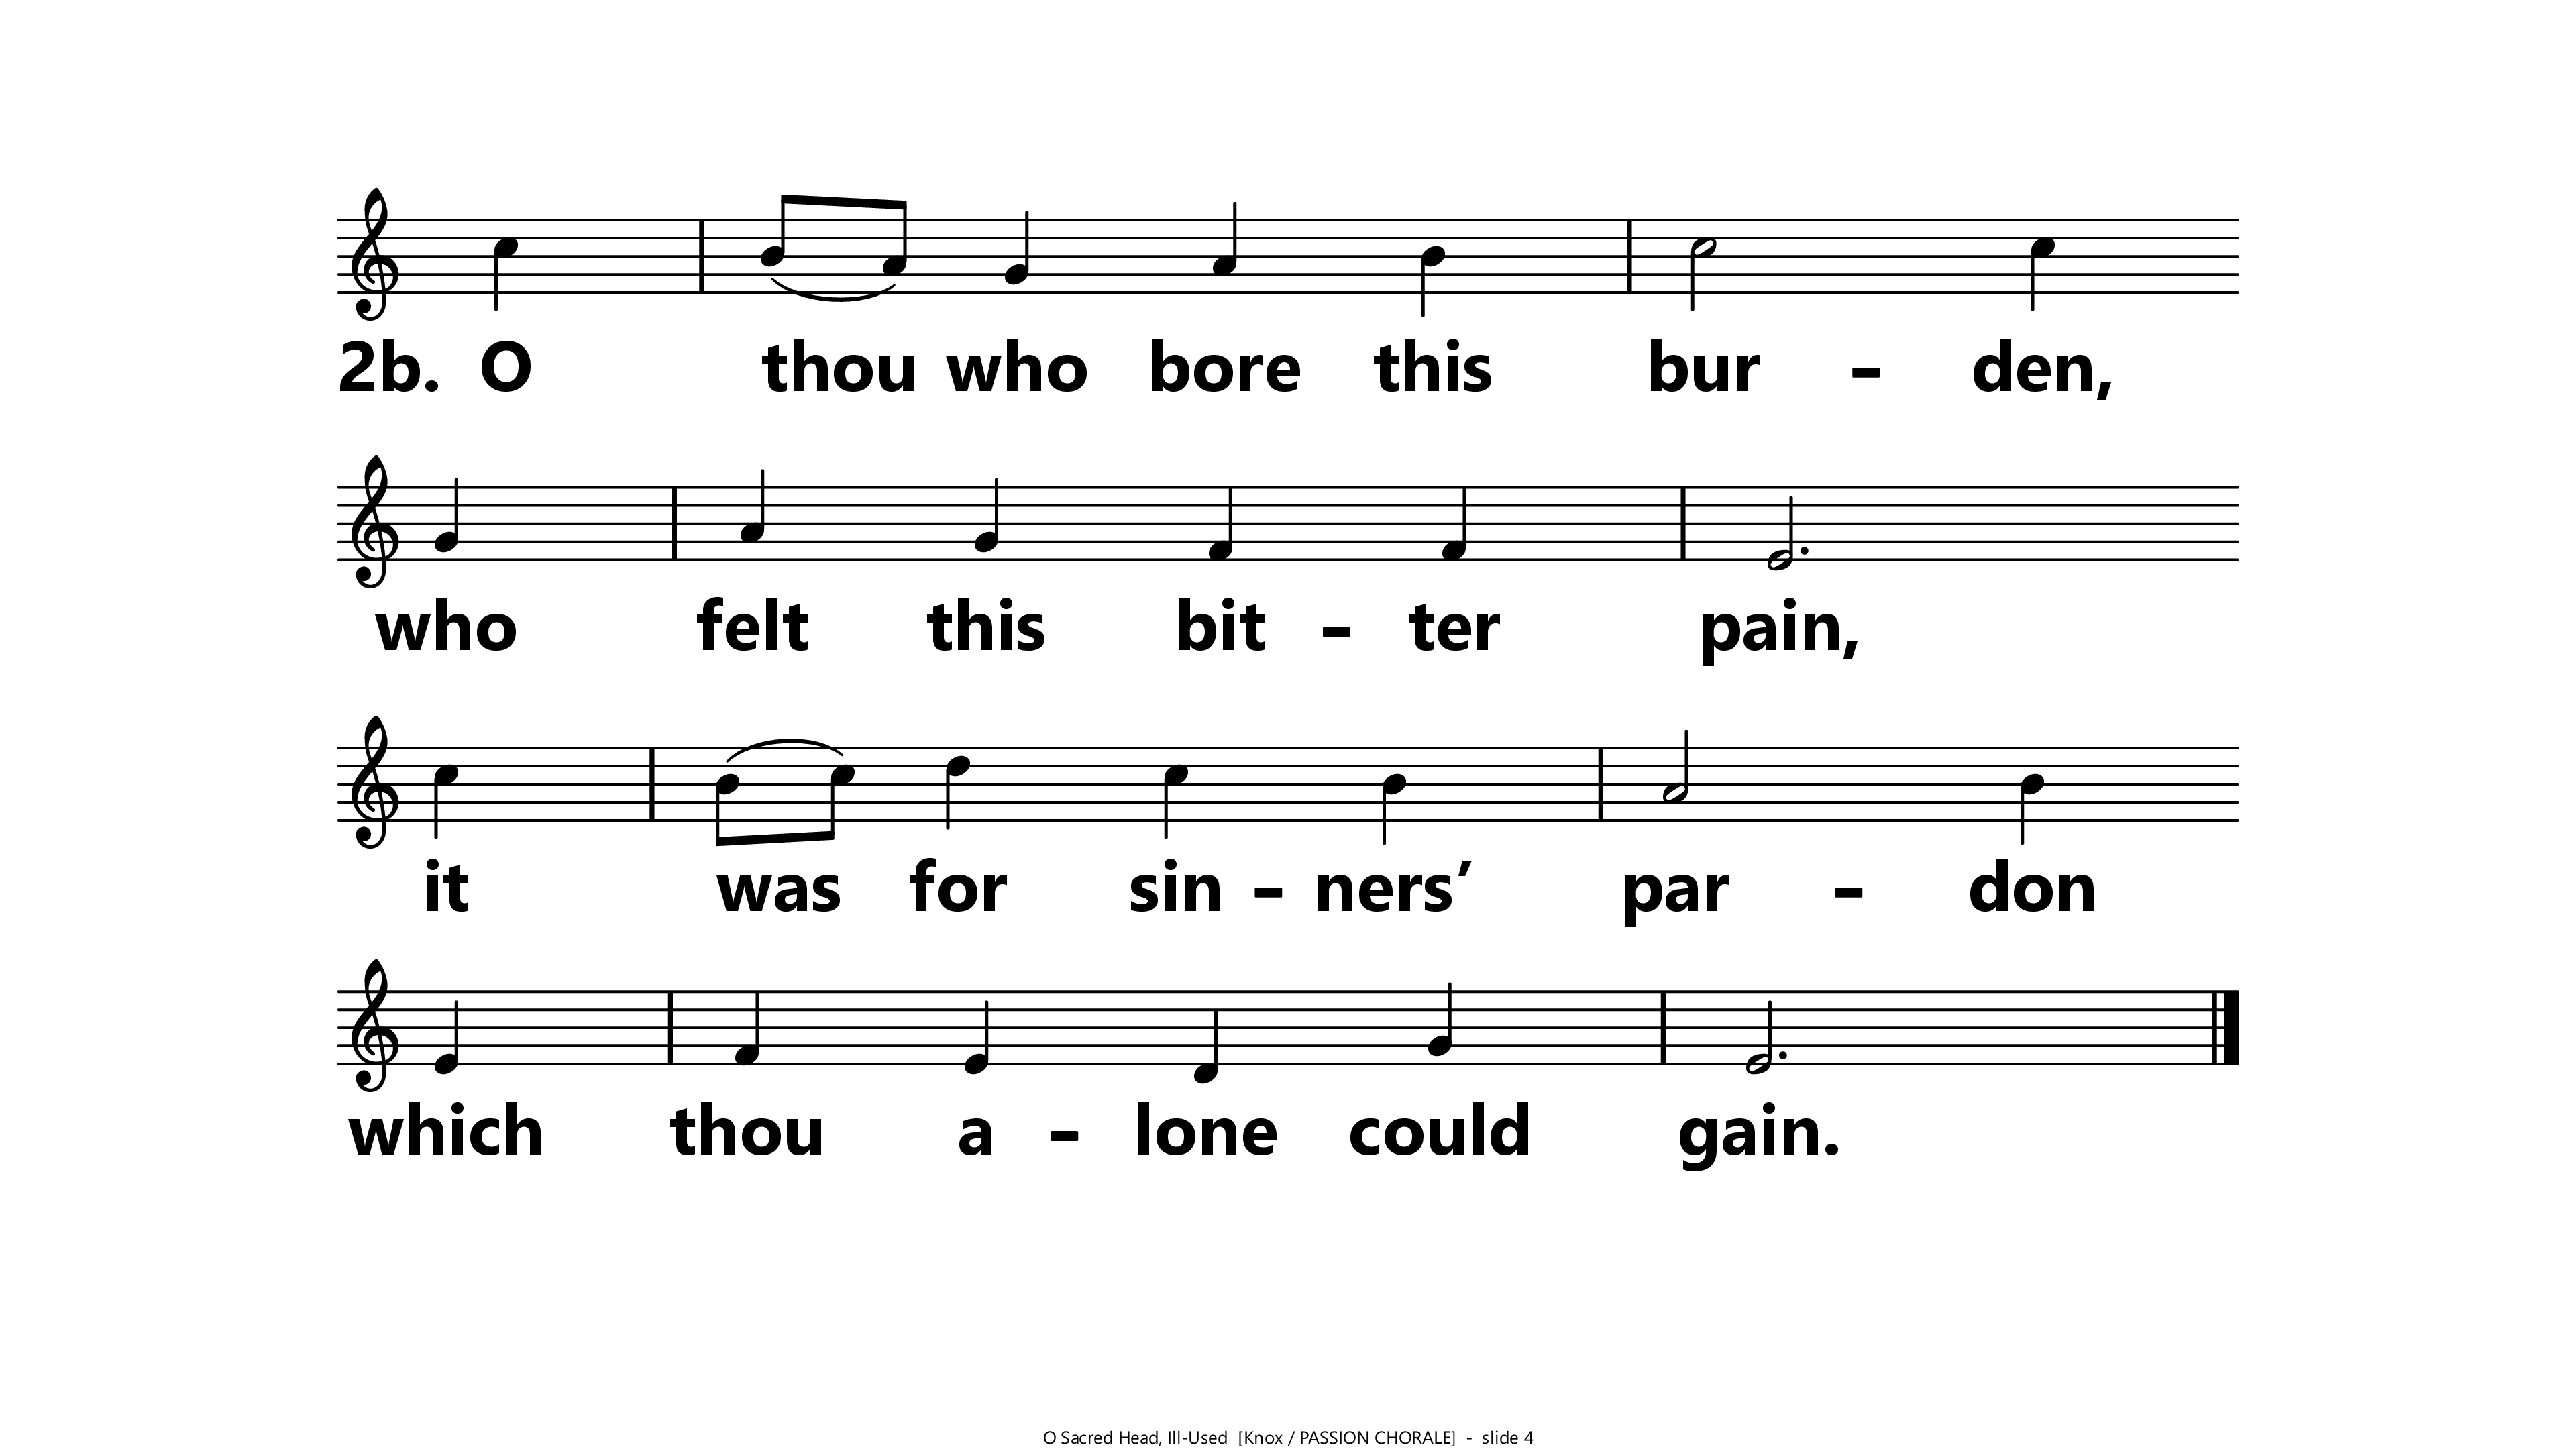 2b. O thou who bore this bur - den,
who felt this bit - ter pain,
it was for sin - ners’ par - don
which thou a - lone could gain.
O Sacred Head, Ill-Used [Knox / PASSION CHORALE] - slide 4